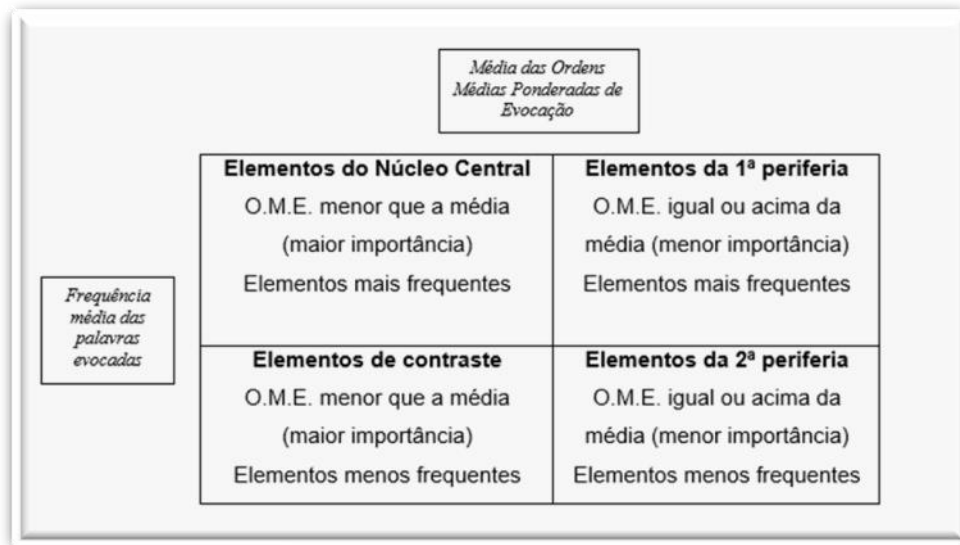 Média das Ordens
Médias Ponderadas de
Evocação
Elementos do Núcleo Central
O.M.E. menor que a média
(maior importância)
Elementos mais frequentes
Elementos da 1ª periferia
O.M.E. igual ou acima da
média (menor importância)
Elementos mais frequentes
Frequência
média das
palavras
evocadas
Elementos de contraste
O.M.E. menor que a média
(maior importância)
Elementos menos frequentes
Elementos da 2ª periferia
O.M.E. igual ou acima da
média (menor importância)
Elementos menos frequentes